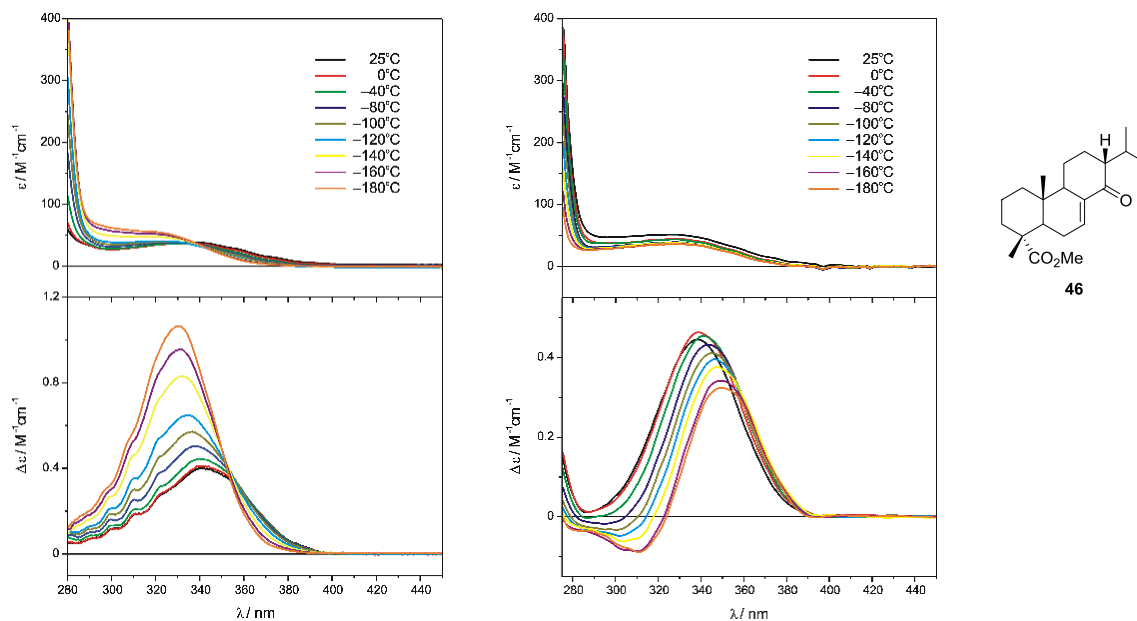 400
300
200
100
0
ε / M⁻¹cm⁻¹
25°C
0°C
−40°C
−80°C
−100°C
−120°C
−140°C
−160°C
−180°C
1.2
0.8
0.4
0
Δε / M⁻¹cm⁻¹
280 300 320 340 360 380 400 420 440
λ / nm
400
300
200
100
0
ε / M⁻¹cm⁻¹
25°C
0°C
−40°C
−80°C
−100°C
−120°C
−140°C
−160°C
−180°C
0.4
0.2
0
Δε / M⁻¹cm⁻¹
280 300 320 340 360 380 400 420 440
λ / nm
H
O
CO₂Me
46